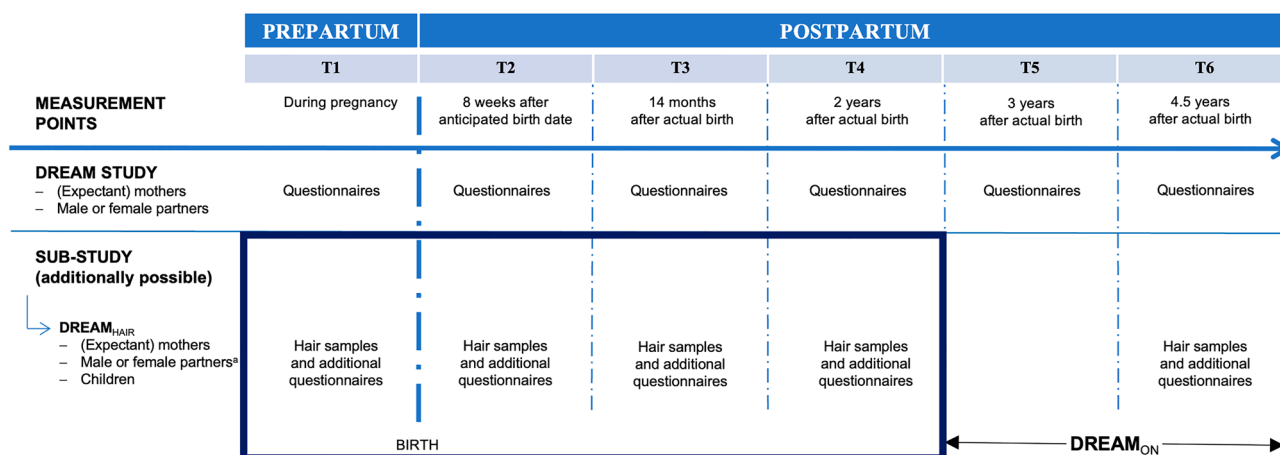 PREPARTUM POSTPARTUM
T1 T2 T3 T4 T5 T6
MEASUREMENT POINTS
During pregnancy
8 weeks after
anticipated birth date
14 months
after actual birth
2 years
after actual birth
3 years
after actual birth
4.5 years
after actual birth
DREAM STUDY
– (Expectant) mothers
– Male or female partners
Questionnaires Questionnaires Questionnaires Questionnaires Questionnaires Questionnaires
SUB-STUDY
(additionally possible)
DREAMHAIR
– (Expectant) mothers
– Male or female partnersª
– Children
Hair samples
and additional
questionnaires
Hair samples
and additional
questionnaires
Hair samples
and additional
questionnaires
Hair samples
and additional
questionnaires
Hair samples
and additional
questionnaires
BIRTH
DREAMON